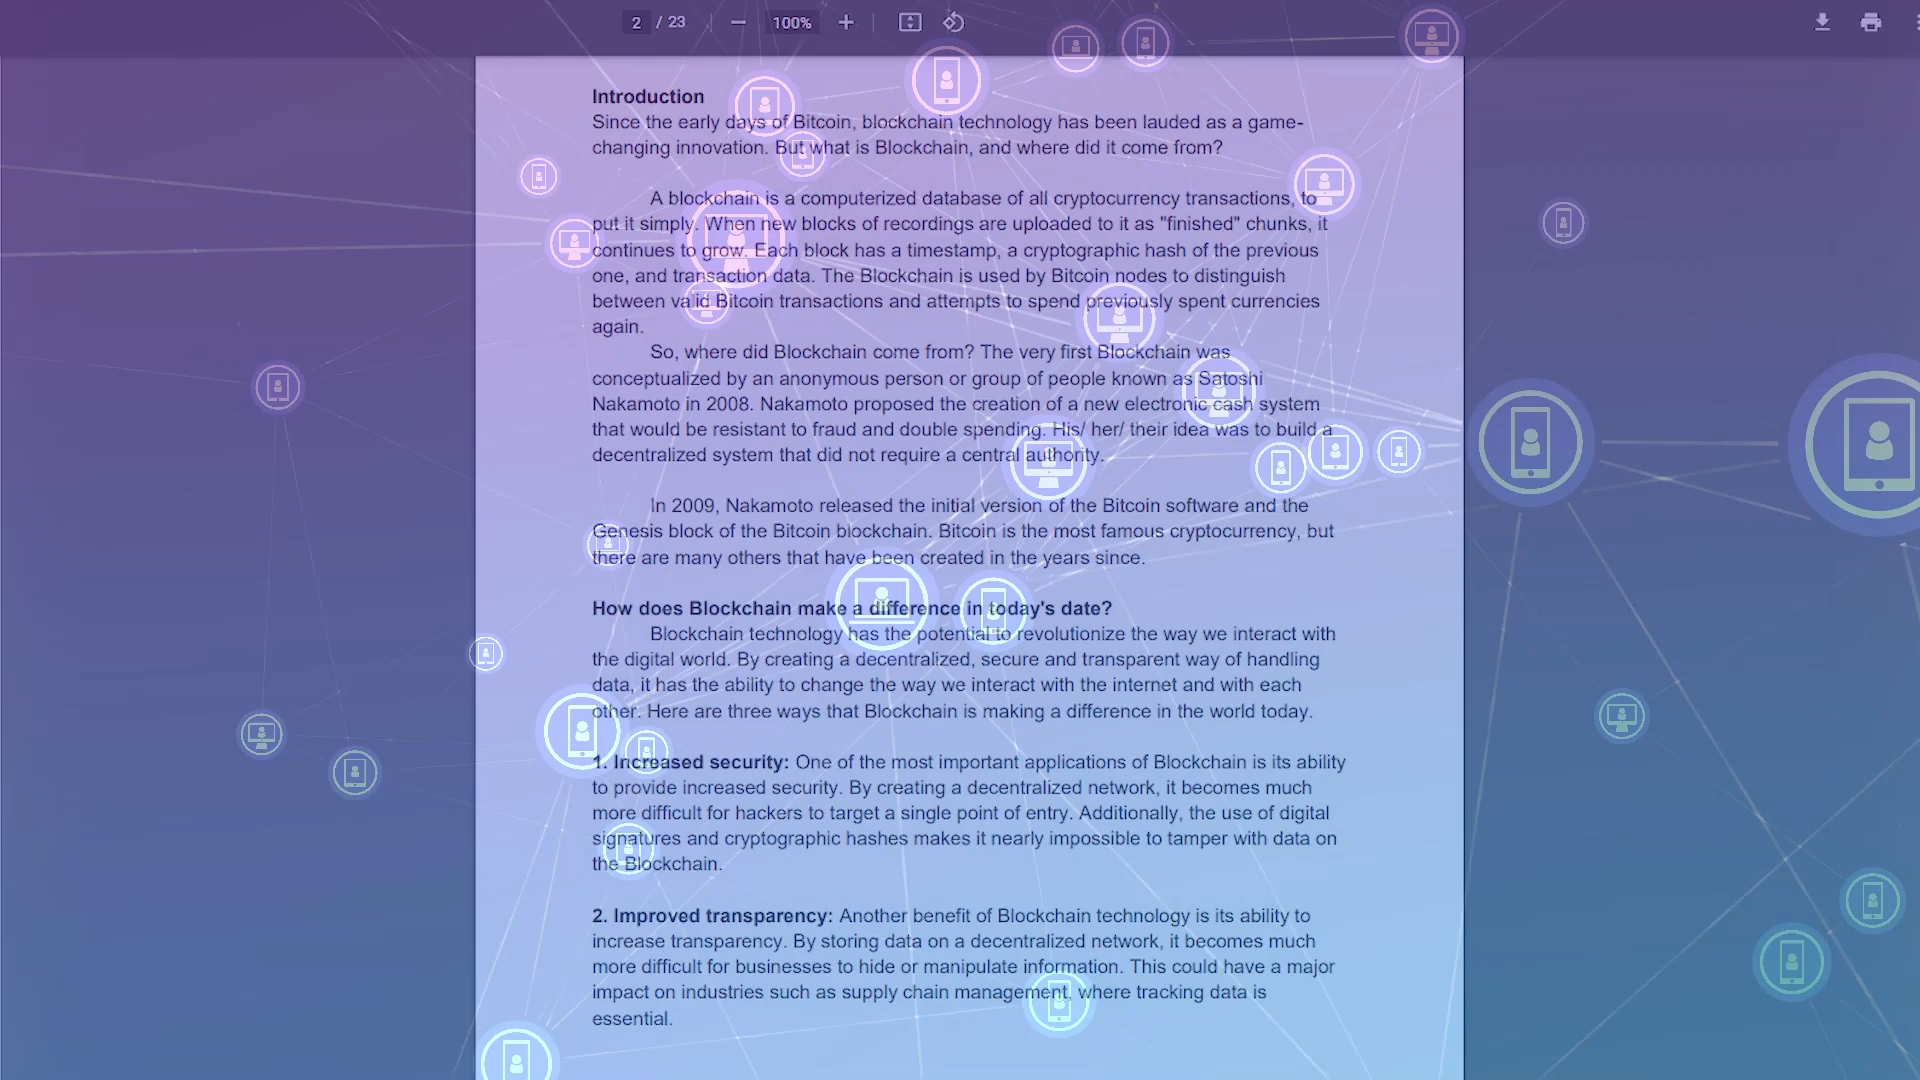 2 / 23 100%
Introduction
Since the early days of Bitcoin, blockchain technology has been lauded as a game-
changing innovation. But what is Blockchain, and where did it come from?
A blockchain is a computerized database of all cryptocurrency transactions, to
put it simply. When new blocks of recordings are uploaded to it as "finished" chunks, it
continues to grow. Each block has a timestamp, a cryptographic hash of the previous
one, and transaction data. The Blockchain is used by Bitcoin nodes to distinguish
between valid Bitcoin transactions and attempts to spend previously spent currencies
again.
So, where did Blockchain come from? The very first Blockchain was
conceptualized by an anonymous person or group of people known as Satoshi
Nakamoto in 2008. Nakamoto proposed the creation of a new electronic cash system
that would be resistant to fraud and double spending. His/ her/ their idea was to build a
decentralized system that did not require a central authority.
In 2009, Nakamoto released the initial version of the Bitcoin software and the
Genesis block of the Bitcoin blockchain. Bitcoin is the most famous cryptocurrency, but
there are many others that have been created in the years since.
How does Blockchain make a difference in today's date?
Blockchain technology has the potential to revolutionize the way we interact with
the digital world. By creating a decentralized, secure and transparent way of handling
data, it has the ability to change the way we interact with the internet and with each
other. Here are three ways that Blockchain is making a difference in the world today.
1. Increased security: One of the most important applications of Blockchain is its ability
to provide increased security. By creating a decentralized network, it becomes much
more difficult for hackers to target a single point of entry. Additionally, the use of digital
signatures and cryptographic hashes makes it nearly impossible to tamper with data on
the Blockchain.
2. Improved transparency: Another benefit of Blockchain technology is its ability to
increase transparency. By storing data on a decentralized network, it becomes much
more difficult for businesses to hide or manipulate information. This could have a major
impact on industries such as supply chain management, where tracking data is
essential.